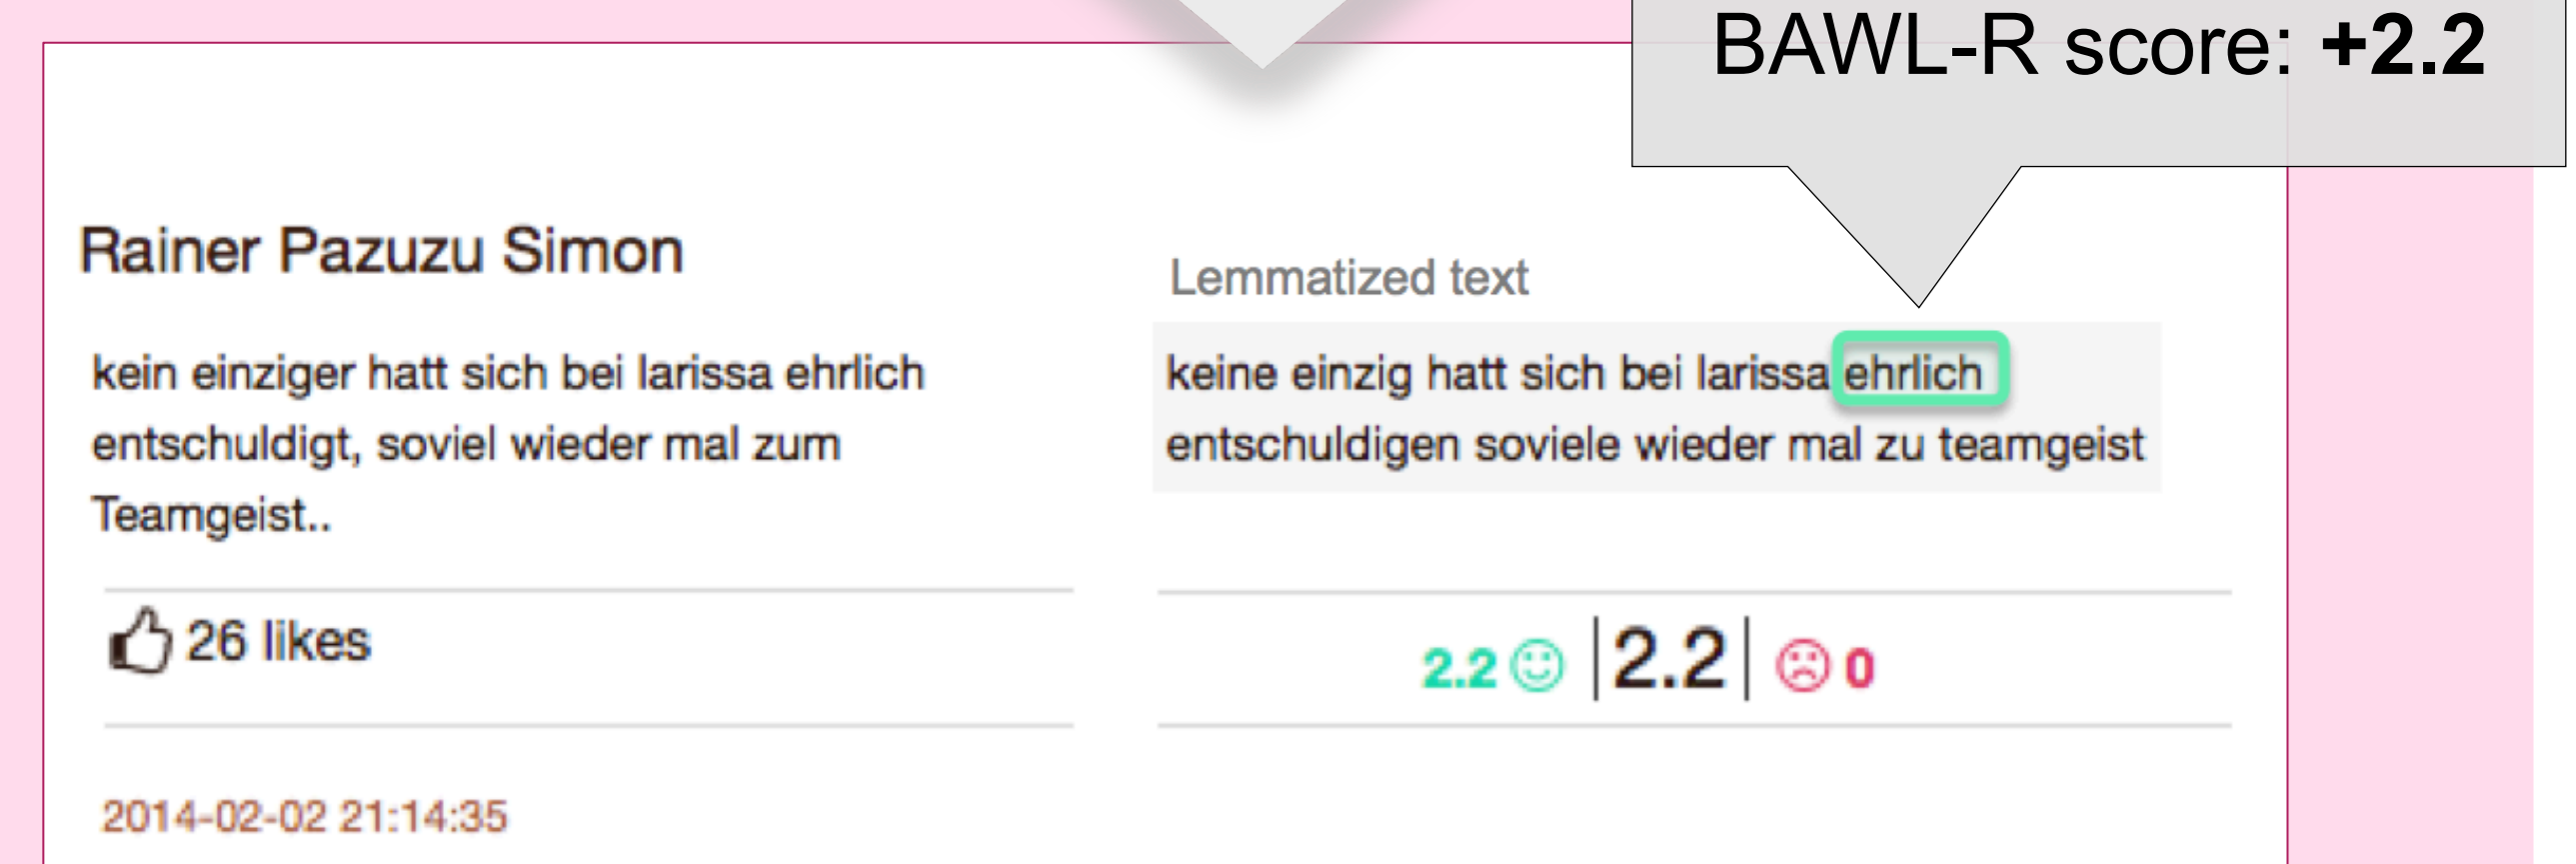 BAWL-R score: +2.2
Rainer Pazuzu Simon
kein einziger hatt sich bei larissa ehrlich
entschuldigt, soviel wieder mal zum
Teamgeist..
26 likes
2014-02-02 21:14:35
Lemmatized text
keine einzig hatt sich bei larissa ehrlich
entschuldigen soviele wieder mal zu teamgeist
2.2 |2.2| 0